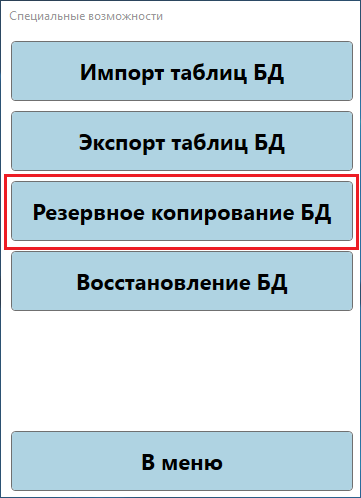 Специальные возможности
Импорт таблиц БД
Экспорт таблиц БД
Резервное копирование БД
Восстановление БД
В меню